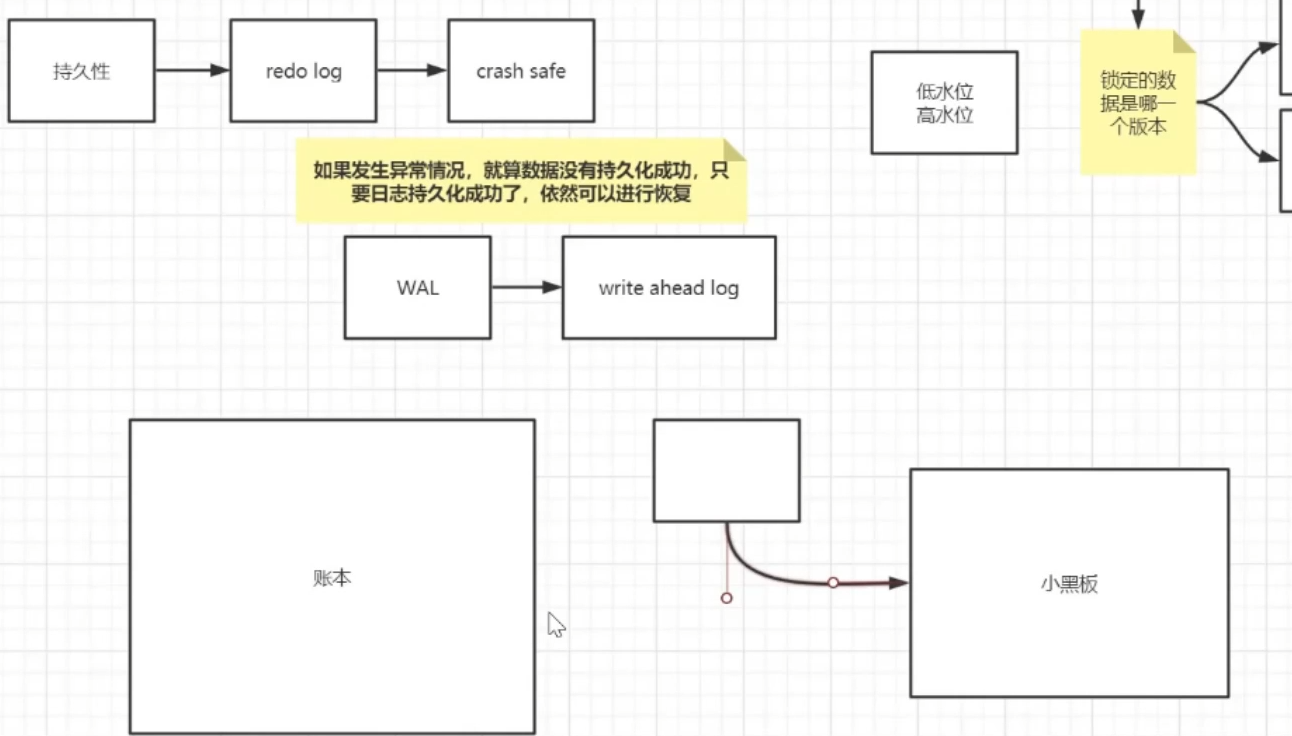 持久性
redo log
crash safe
低水位
高水位
锁定的数
据是哪一
个版本
如果发生异常情况，就算数据没有持久化成功，只
要日志持久化成功了，依然可以进行恢复
WAL
write ahead log
账本
小黑板